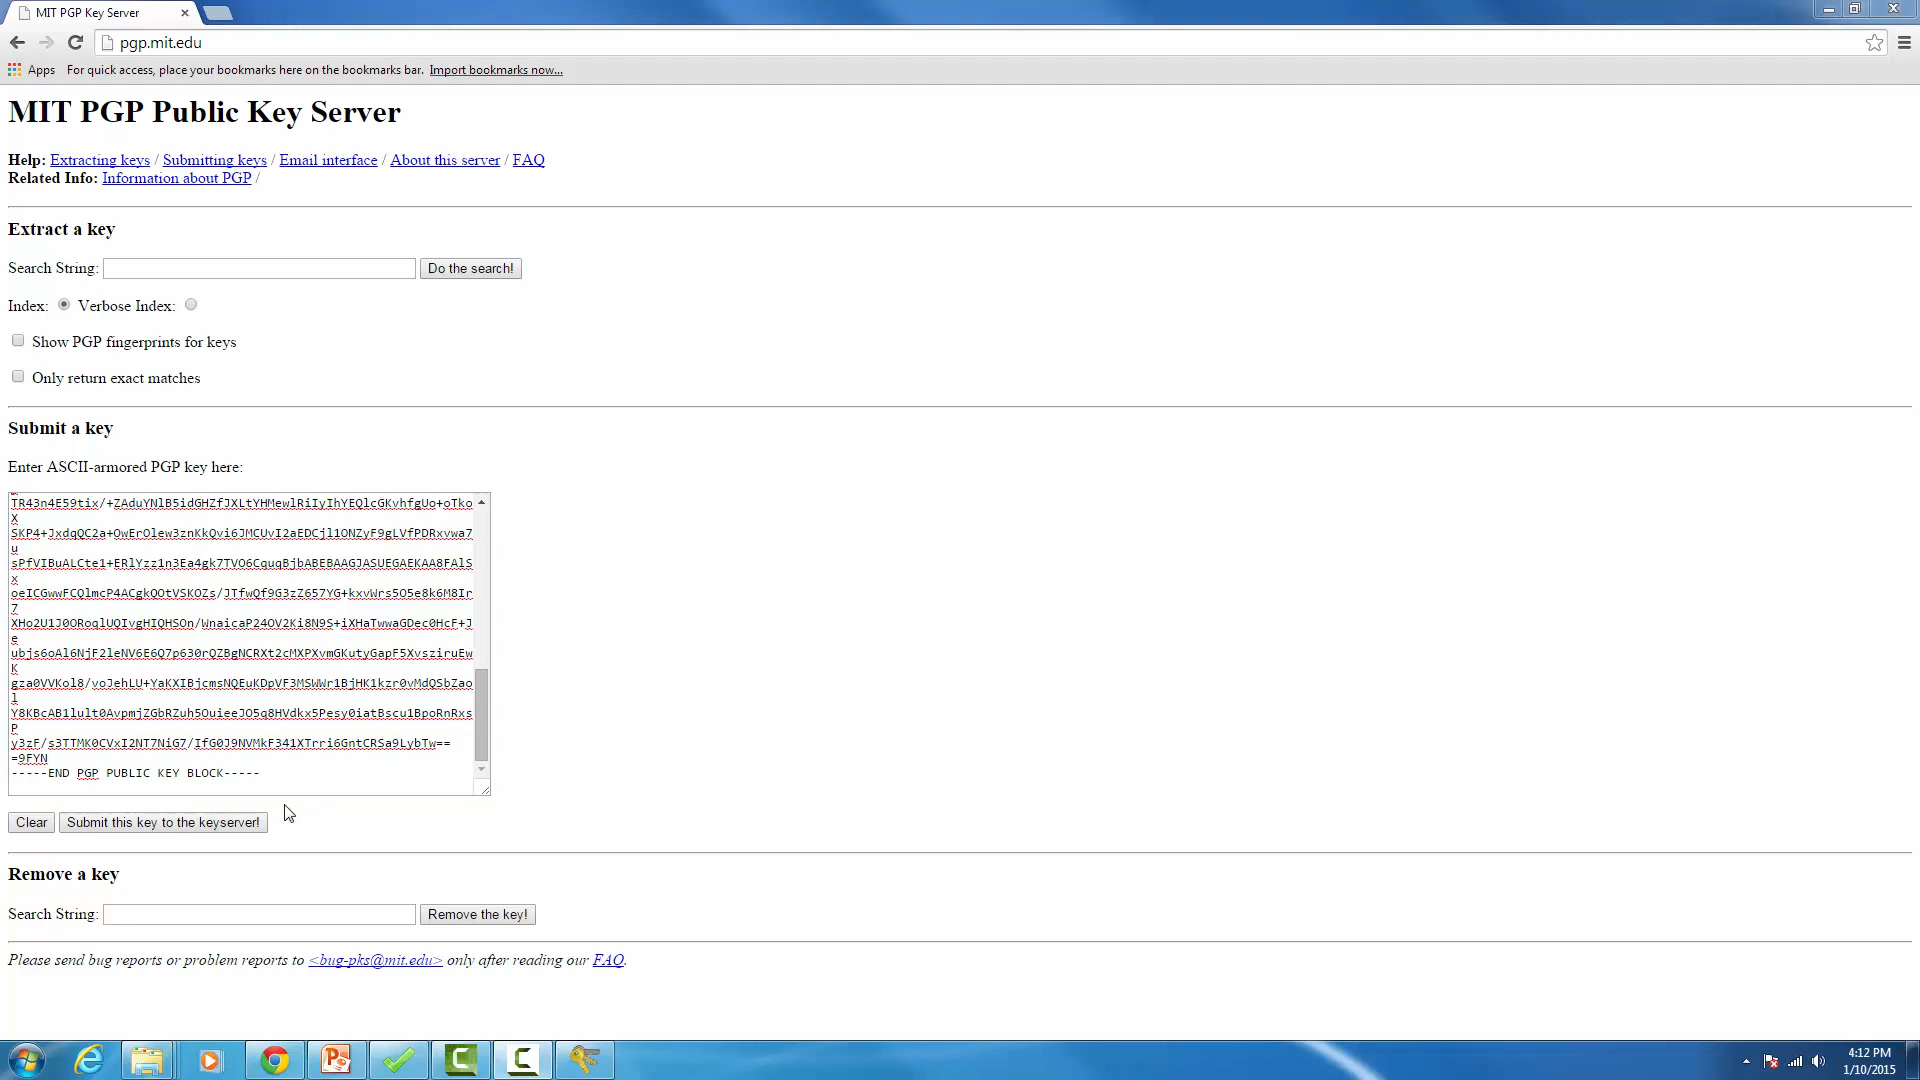 MIT PGP Key Server
pgp.mit.edu
Apps For quick access, place your bookmarks here on the bookmarks bar. Import bookmarks now...
MIT PGP Public Key Server
Help: Extracting keys / Submitting keys / Email interface / About this server / FAQ
Related Info: Information about PGP /
Extract a key
Search String: Do the search!
Index: Verbose Index:
Show PGP fingerprints for keys
Only return exact matches
Submit a key
Enter ASCII-armored PGP key here:
TR43n4E59tix/+ZAduYNlB5idGHZfJXLtYHMewlRiIyIhYEQlcGKvhfgUo+oTko
X
SKP4+JxdqQC2a+OwErOlew3znKkQvi6JMCUvI2aEDCjl1ONZyF9gLVfPDRxvwa7
u
sPfVIBuALCte1+ERlYzz1n3Ea4gk7TVO6CquqBjbABEBAAGJASUEGAEKAA8FAlS
x
oeICGwwFCQlmcP4ACgkQOtVSKOZs/JTfwQf9G3zZ657YG+kxvWrs5O5e8k6M8Ir
7
XHo2U1J0ORoqlUQIvgHIQHSOn/WnaicaP24OV2Ki8N9S+iXHaTwwaGDec0HcF+J
e
ubjs6oAl6NjF2leNV6E6Q7p630rQZBgNCRXt2cMXPXvmGKutyGapF5XvsziruEw
K
gza0VVKol8/voJehLU+YaKXIBjcmsNQEuKDpVF3MSWWr1BjHK1kzr0vMdQSbZao
l
Y8KBcAB1lult0AvpmjZGbRZuh5OuieeJO5q8HVdkx5Pesy0iatBscu1BpoRnRxs
P
y3zF/s3TTMK0CVxI2NT7NiG7/IfG0J9NVMkF341XTrri6GntCRSa9LybTw==
=9FYN
-----END PGP PUBLIC KEY BLOCK-----
Clear Submit this key to the keyserver!
Remove a key
Search String: Remove the key!
Please send bug reports or problem reports to <bug-pks@mit.edu> only after reading our FAQ.
4:12 PM
1/10/2015